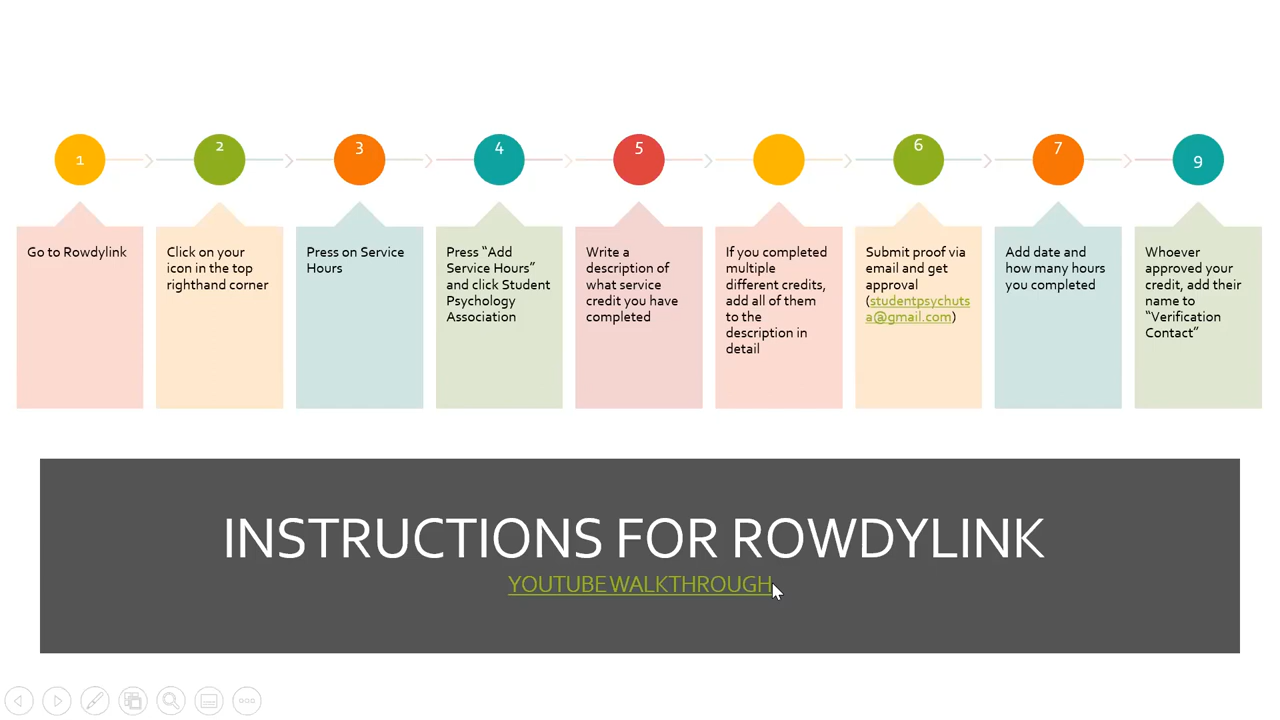 1
2
3
4
5
6
7
9
Go to Rowdylink
Click on your
icon in the top
righthand corner
Press on Service
Hours
Press “Add
Service Hours”
and click Student
Psychology
Association
Write a
description of
what service
credit you have
completed
If you completed
multiple
different credits,
add all of them
to the
description in
detail
Submit proof via
email and get
approval
(studentpsychuts
a@gmail.com)
Add date and
how many hours
you completed
Whoever
approved your
credit, add their
name to
“Verification
Contact”
INSTRUCTIONS FOR ROWDYLINK
YOUTUBE WALKTHROUGH